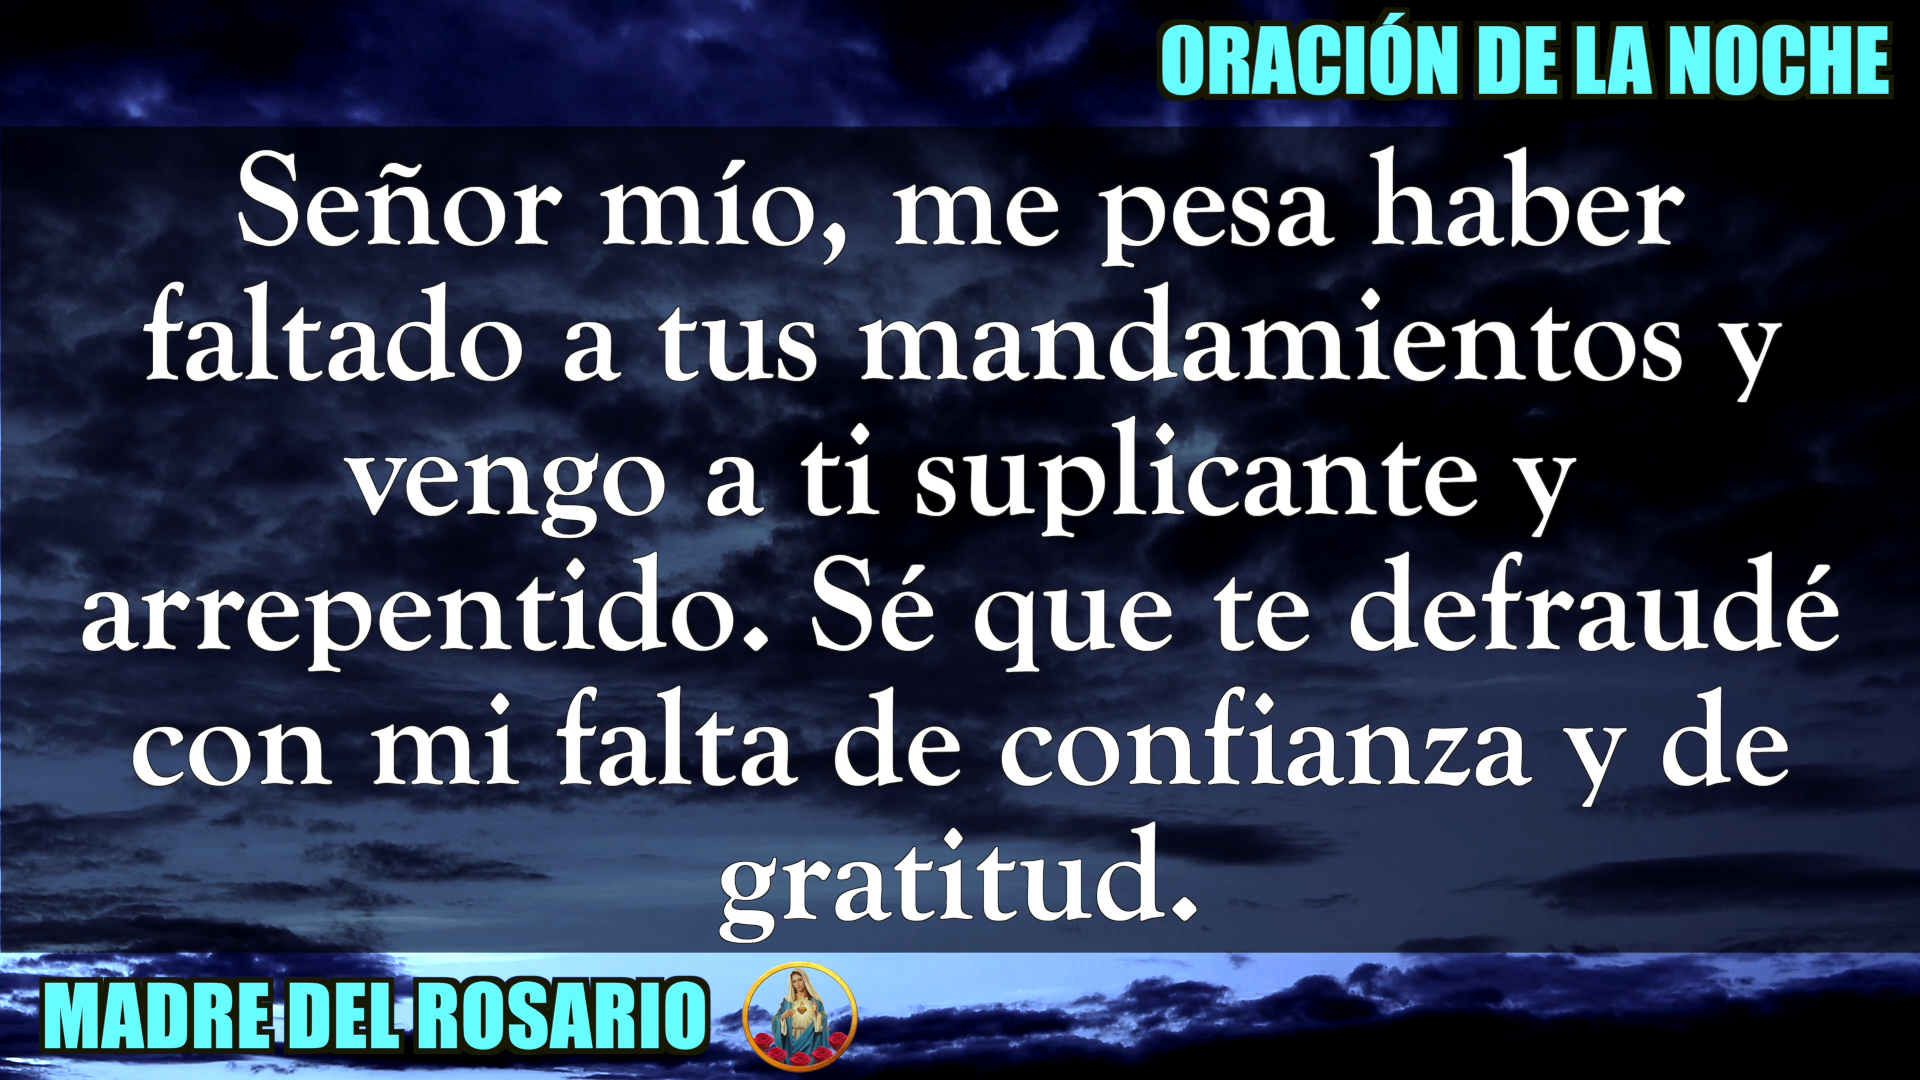 ORACIÓN DE LA NOCHE
Señor mío, me pesa haber
faltado a tus mandamientos y
vengo a ti suplicante y
arrepentido. Sé que te defraudé
con mi falta de confianza y de
gratitud.
MADRE DEL ROSARIO